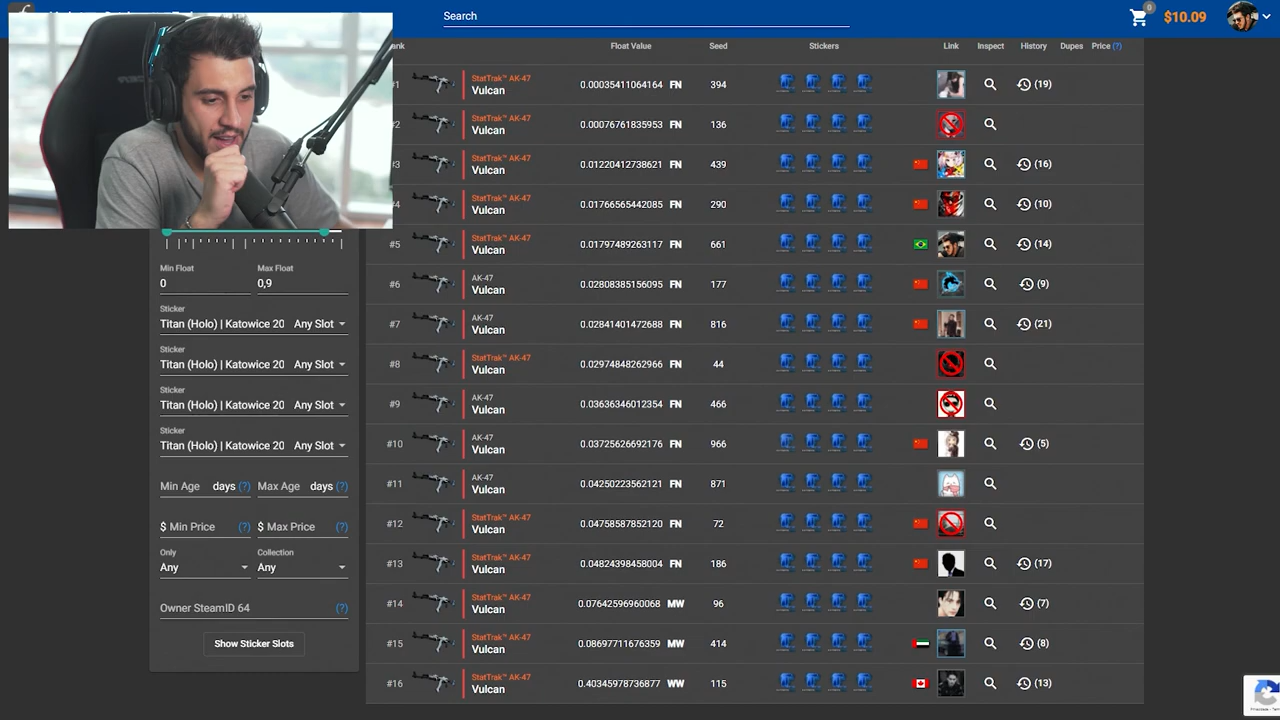 Search
0
$10.09
Float Value Seed Stickers Link Inspect History Dupes Price (?)
StatTrak™ AK-47
Vulcan
0.00035411064164 FN 394 (19)
StatTrak™ AK-47
Vulcan
0.00076761835953 FN 136
StatTrak™ AK-47
Vulcan
0.01220412738621 FN 439 (16)
StatTrak™ AK-47
Vulcan
0.01766565442085 FN 290 (10)
#5
StatTrak™ AK-47
Vulcan
0.01797489263117 FN 661 (14)
#6
AK-47
Vulcan
0.02808385156295 FN 177 (9)
#7
AK-47
Vulcan
0.02841401472688 FN 816 (21)
#8
StatTrak™ AK-47
Vulcan
0.02974848262966 FN 44
#9
AK-47
Vulcan
0.03636346012354 FN 466
#10
AK-47
Vulcan
0.03725626692176 FN 966 (5)
#11
AK-47
Vulcan
0.04250223562121 FN 871
#12
StatTrak™ AK-47
Vulcan
FN 72
#13
StatTrak™ AK-47
Vulcan
0.04824398458004 FN 186 (17)
#14
StatTrak™ AK-47
Vulcan
MW 96 (7)
#15
StatTrak™ AK-47
Vulcan
0.08697711676359 MW 414 (8)
#16
StatTrak™ AK-47
Vulcan
0.40345978736877 WW 115 (13)
Min Float Max Float
0 0,9
Sticker
Titan (Holo) | Katowice 20 Any Slot
Sticker
Titan (Holo) | Katowice 20 Any Slot
Sticker
Titan (Holo) | Katowice 20 Any Slot
Sticker
Titan (Holo) | Katowice 20 Any Slot
Min Age days (?) Max Age days (?)
$ Min Price (?) $ Max Price (?)
Only Collection
Any Any
Owner SteamID 64 (?)
Show Sticker Slots